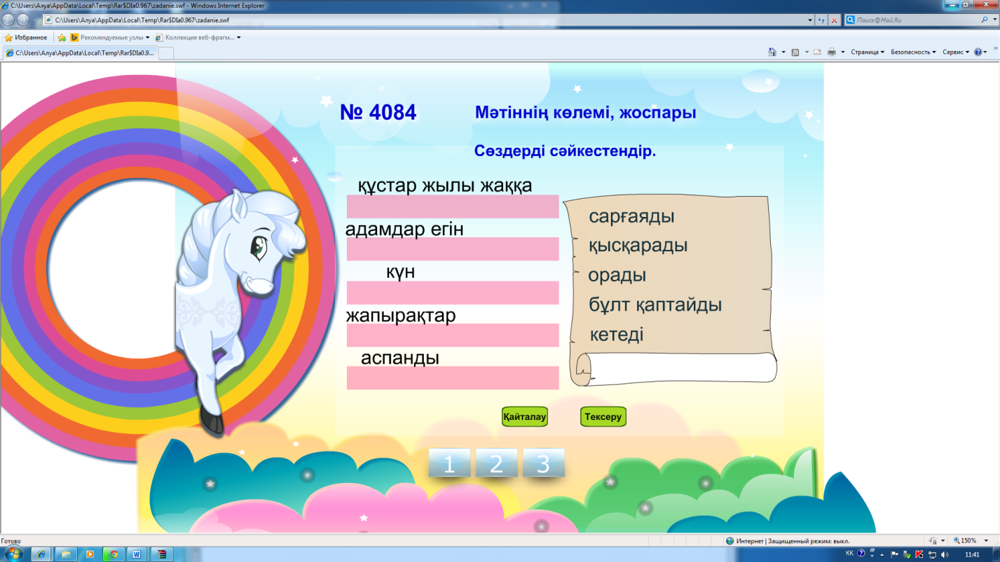 C:\Users\Алуа\AppData\Local\Temp\Rar$DIa0.967\zadanie.swf - Windows Internet Explorer
C:\Users\Алуа\AppData\Local\Temp\Rar$DIa0.967\zadanie.swf
Поиск@Mail.Ru
Избранное
Рекомендуемые узлы
Коллекция веб-фрагм...
C:\Users\Алуа\AppData\Local\Temp\Rar$DIa0.9...
Страница
Безопасность
Сервис
№ 4084
Мәтіннің көлемі, жоспары
Сөздерді сәйкестендір.
құстар жылы жаққа
адамдар егін
күн
жапырақтар
аспанды
сарғаяды
қысқарады
орады
бұлт қаптайды
кетеді
Қайталау
Тексеру
1 2 3
Готово
Интернет | Защищенный режим: выкл.
150%
KK
11:41